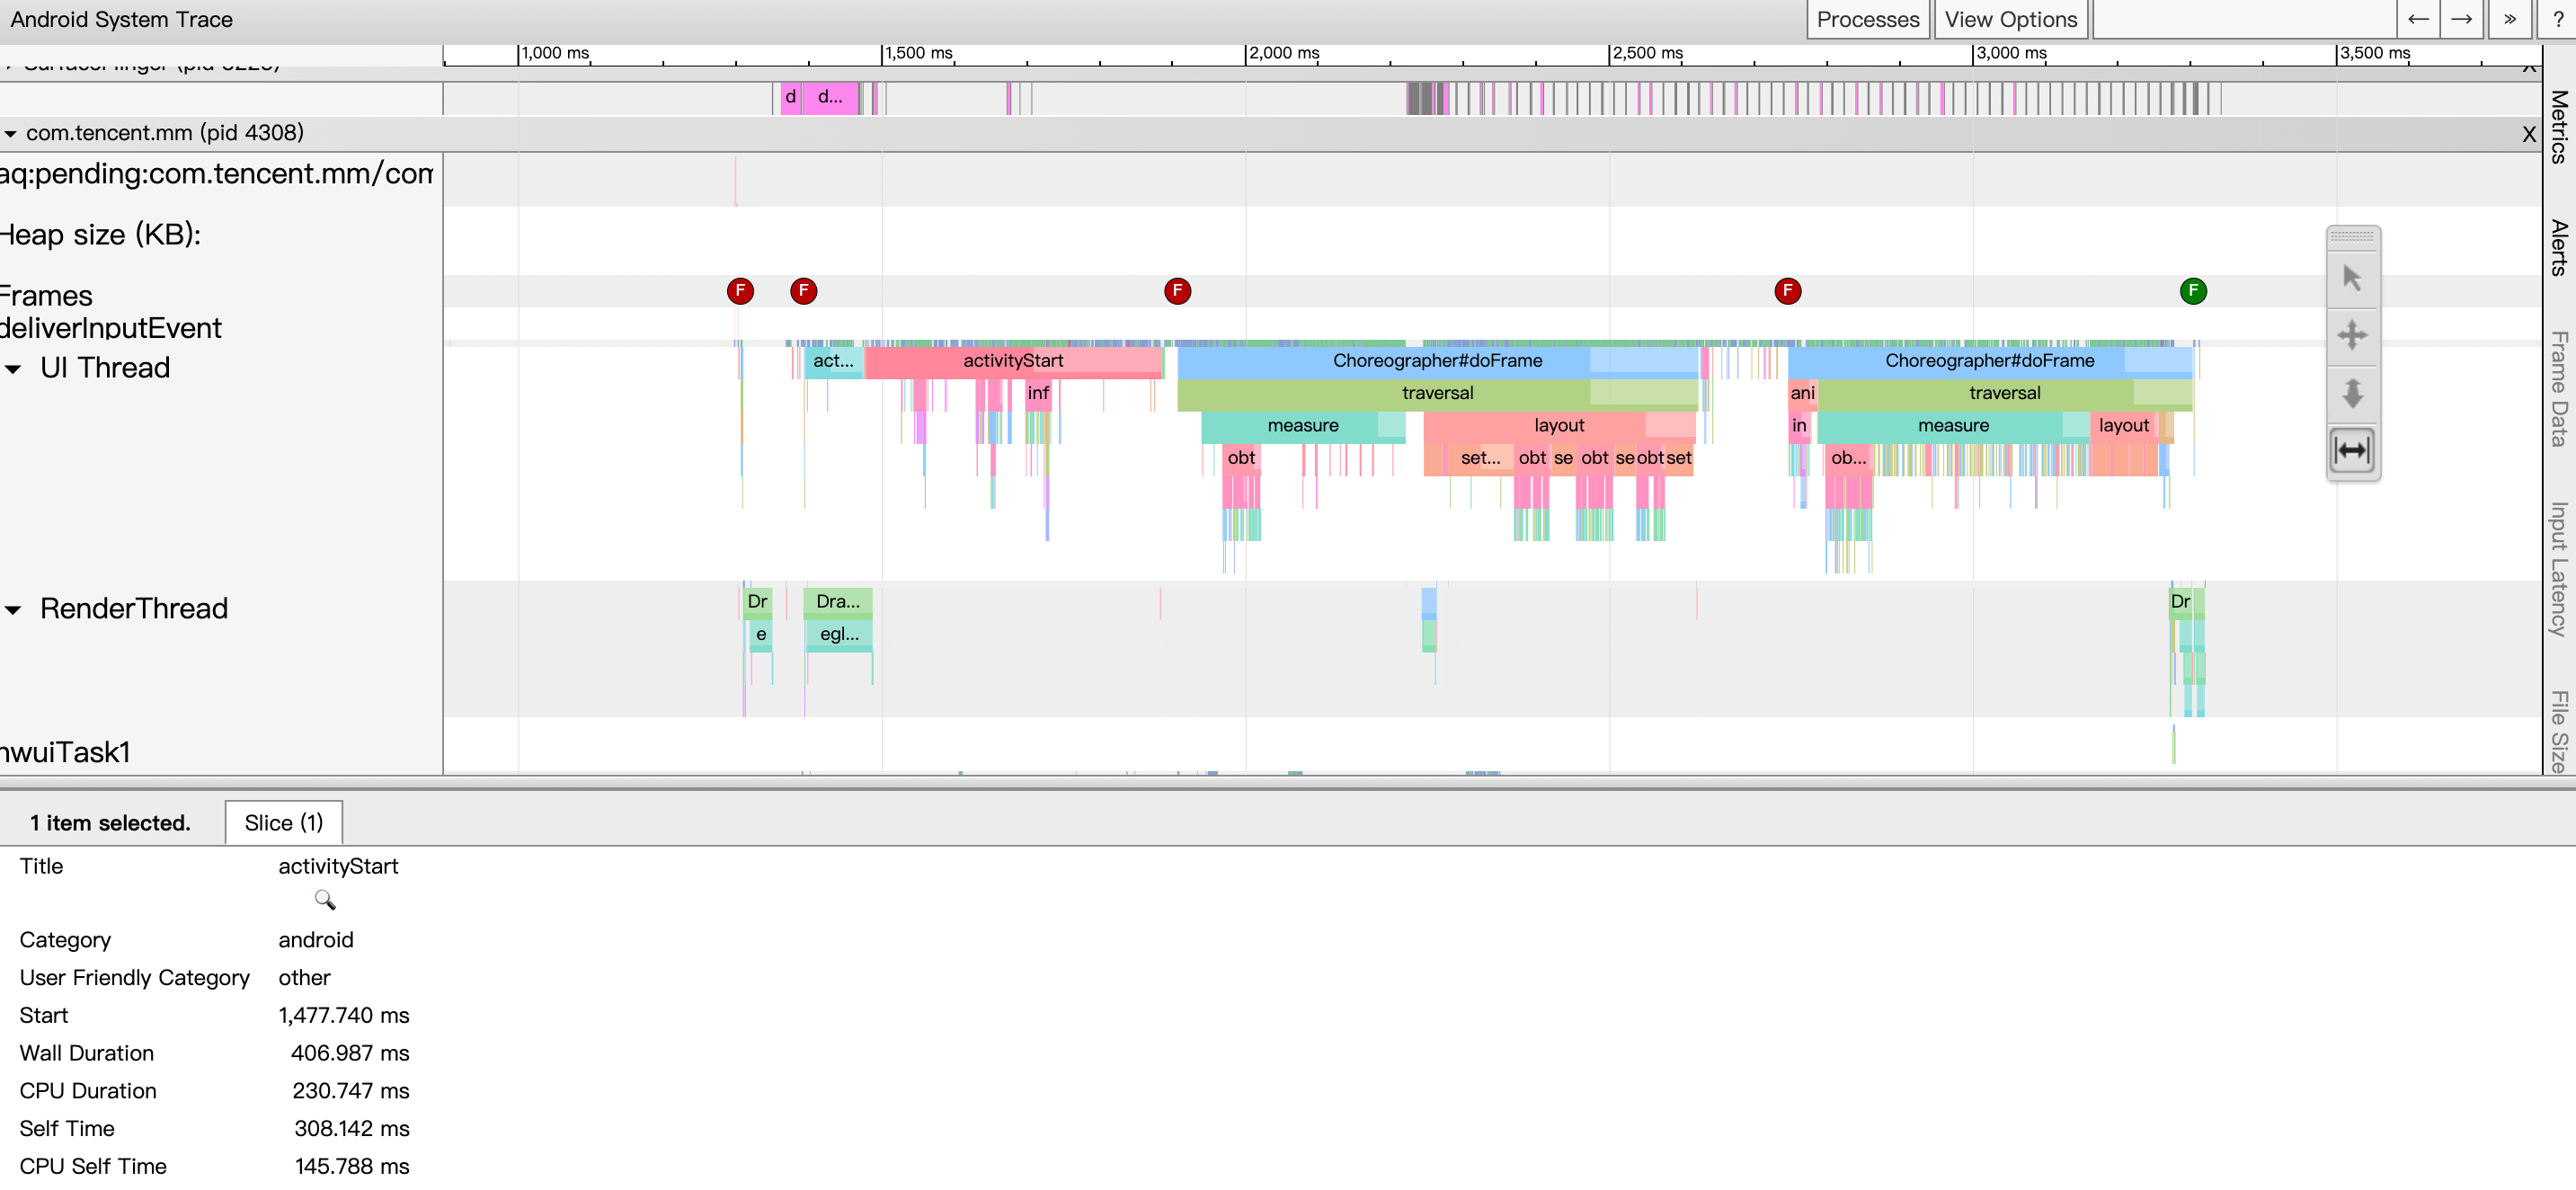 Android System Trace
Processes
View Options
←
→
»
?
1,000 ms
1,500 ms
2,000 ms
2,500 ms
3,000 ms
3,500 ms
d
d...
com.tencent.mm (pid 4308)
X
aq:pending:com.tencent.mm/com
Heap size (KB):
Frames
F
F
F
F
F
deliverInputEvent
UI Thread
act...
activityStart
Choreographer#doFrame
Choreographer#doFrame
inf
traversal
ani
traversal
measure
layout
in
measure
layout
obt
set...
obt
se
obt
se
obt
set
ob...
RenderThread
Dr
Dra...
Dr
e
egl...
hwuiTask1
Metrics
Alerts
Frame Data
Input Latency
File Size
1 item selected.
Slice (1)
Title activityStart
Category android
User Friendly Category other
Start 1,477.740 ms
Wall Duration 406.987 ms
CPU Duration 230.747 ms
Self Time 308.142 ms
CPU Self Time 145.788 ms